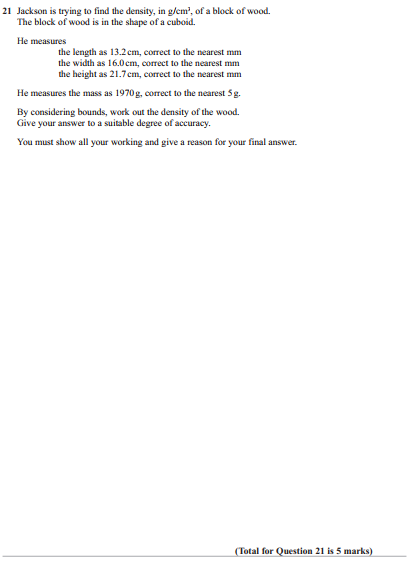 21 Jackson is trying to find the density, in g/cm³, of a block of wood.
The block of wood is in the shape of a cuboid.
He measures
the length as 13.2 cm, correct to the nearest mm
the width as 16.0 cm, correct to the nearest mm
the height as 21.7 cm, correct to the nearest mm
He measures the mass as 1970 g, correct to the nearest 5 g.
By considering bounds, work out the density of the wood.
Give your answer to a suitable degree of accuracy.
You must show all your working and give a reason for your final answer.
(Total for Question 21 is 5 marks)